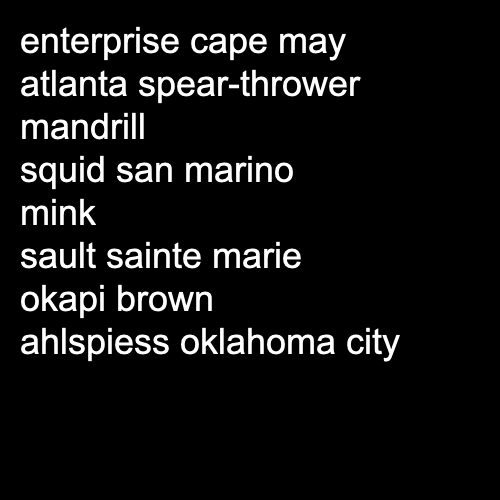 enterprise cape may
atlanta spear-thrower
mandrill
squid san marino
mink
sault sainte marie
okapi brown
ahlspiess oklahoma city